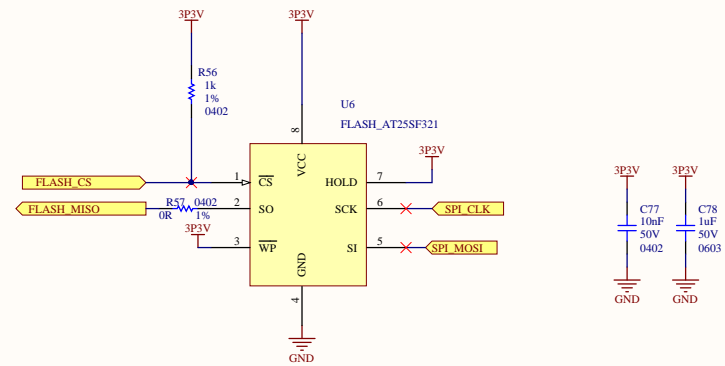 3P3V
3P3V
R56
1k
1%
0402
U6
FLASH_AT25SF321
8
VCC
3P3V
3P3V
3P3V
FLASH_CS
1
CS
HOLD
7
C77
10nF
50V
0402
C78
1uF
50V
0603
R57
0402
FLASH_MISO
0R
1%
2
SO
SCK
6
SPI_CLK
3P3V
3
WP
SI
5
SPI_MOSI
GND
4
GND
GND
GND